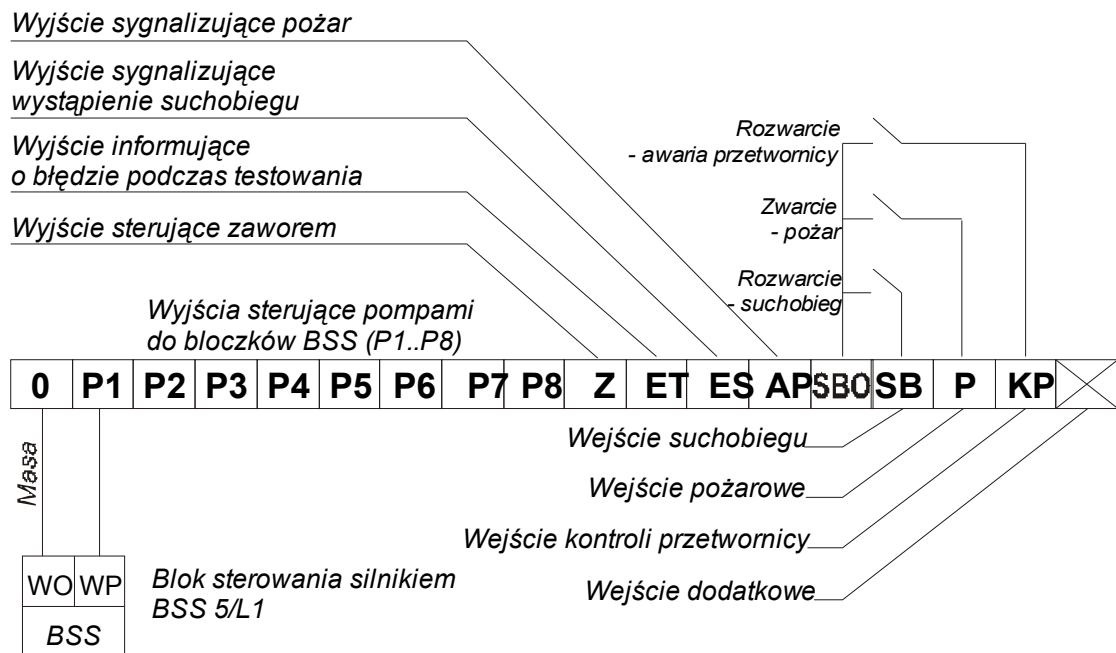 Wyjście sygnalizujące pożar
Wyjście sygnalizujące
wystąpienie suchobiegu
Wyjście informujące
o błędzie podczas testowania
Wyjście sterujące zaworem
Rozwarcie
- awaria przetwornicy
Zwarcie
- pożar
Rozwarcie
- suchobieg
Wyjścia sterujące pompami
do bloczków BSS (P1..P8)
0 P1 P2 P3 P4 P5 P6 P7 P8 Z ET ES AP SBO SB P KP
Masa
Wejście suchobiegu
Wejście pożarowe
Wejście kontroli przetwornicy
Wejście dodatkowe
WO WP
BSS
Blok sterowania silnikiem
BSS 5/L1